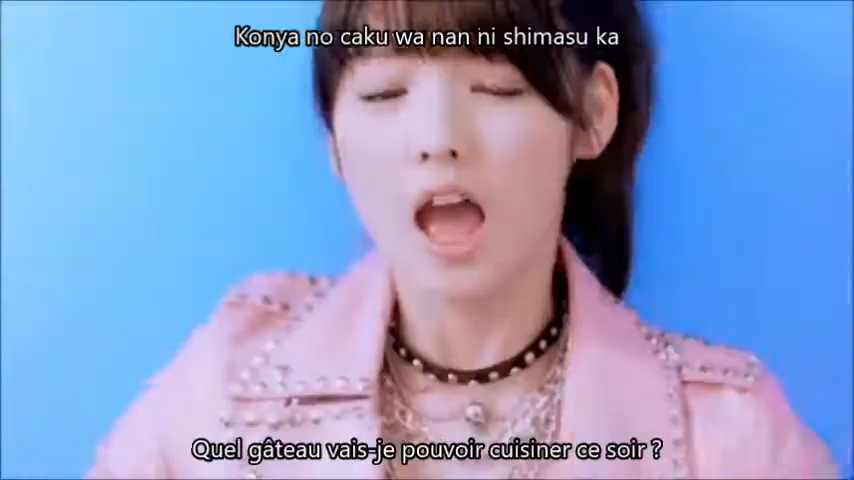 Konya no caku wa nan ni shimasu ka
Quel gâteau vais-je pouvoir cuisiner ce soir ?